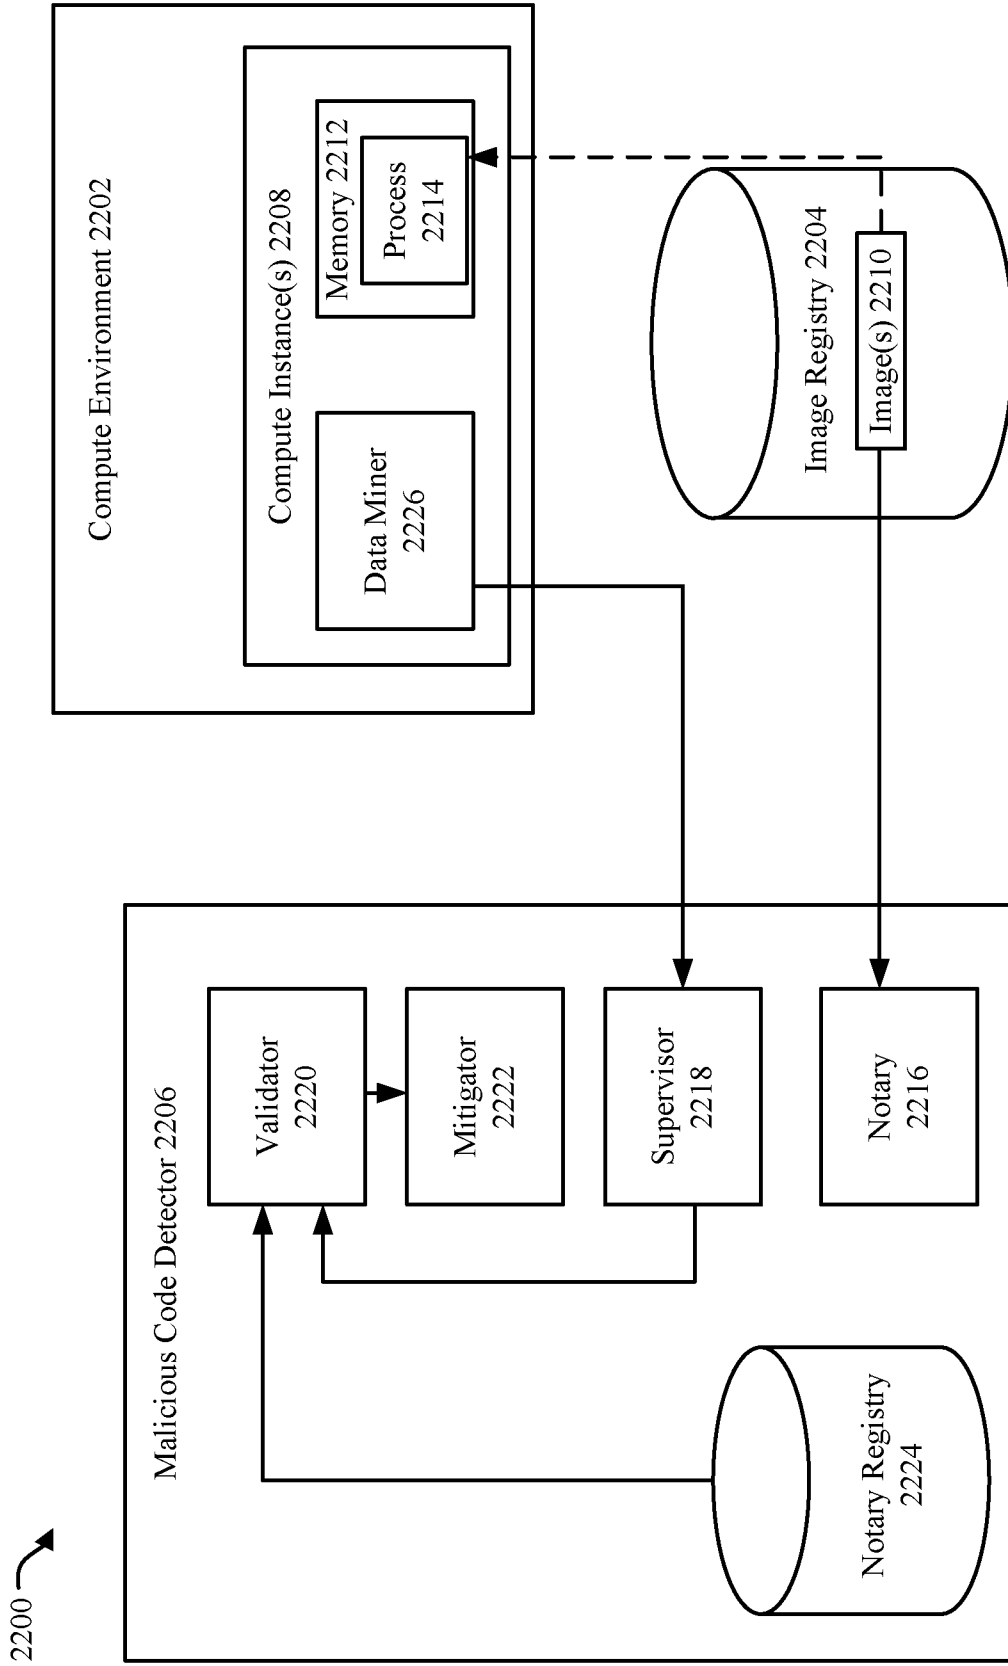 2200
Malicious Code Detector 2206
Validator
2220
Mitigator
2222
Supervisor
2218
Notary
2216
Notary Registry
2224
Compute Environment 2202
Compute Instance(s) 2208
Data Miner
2226
Memory 2212
Process
2214
Image Registry 2204
Image(s) 2210